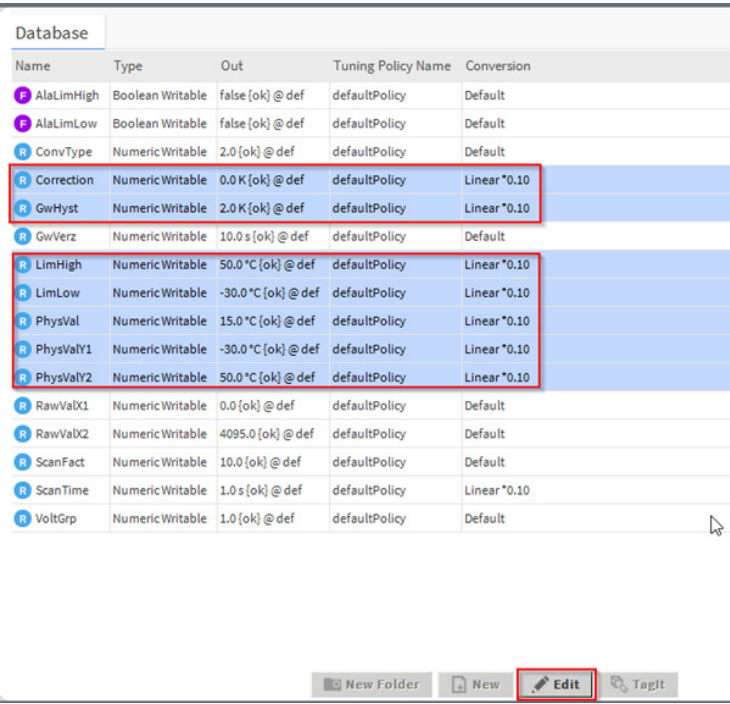 Database
Name Type Out Tuning Policy Name Conversion
F AlaLimHigh Boolean Writable false {ok} @ def defaultPolicy Default
F AlaLimLow Boolean Writable false {ok} @ def defaultPolicy Default
R ConvType Numeric Writable 2.0 {ok} @ def defaultPolicy Default
R Correction Numeric Writable 0.0 K {ok} @ def defaultPolicy Linear *0.10
R GwHyst Numeric Writable 2.0 K {ok} @ def defaultPolicy Linear *0.10
R GwVerz Numeric Writable 10.0 s {ok} @ def defaultPolicy Default
R LimHigh Numeric Writable 50.0 °C {ok} @ def defaultPolicy Linear *0.10
R LimLow Numeric Writable -30.0 °C {ok} @ def defaultPolicy Linear *0.10
R PhysVal Numeric Writable 15.0 °C {ok} @ def defaultPolicy Linear *0.10
R PhysValY1 Numeric Writable -30.0 °C {ok} @ def defaultPolicy Linear *0.10
R PhysValY2 Numeric Writable 50.0 °C {ok} @ def defaultPolicy Linear *0.10
R RawValX1 Numeric Writable 0.0 {ok} @ def defaultPolicy Default
R RawValX2 Numeric Writable 4095.0 {ok} @ def defaultPolicy Default
R ScanFact Numeric Writable 10.0 {ok} @ def defaultPolicy Default
R ScanTime Numeric Writable 1.0 s {ok} @ def defaultPolicy Linear *0.10
R VoltGrp Numeric Writable 1.0 {ok} @ def defaultPolicy Default
New Folder New Edit TagIt